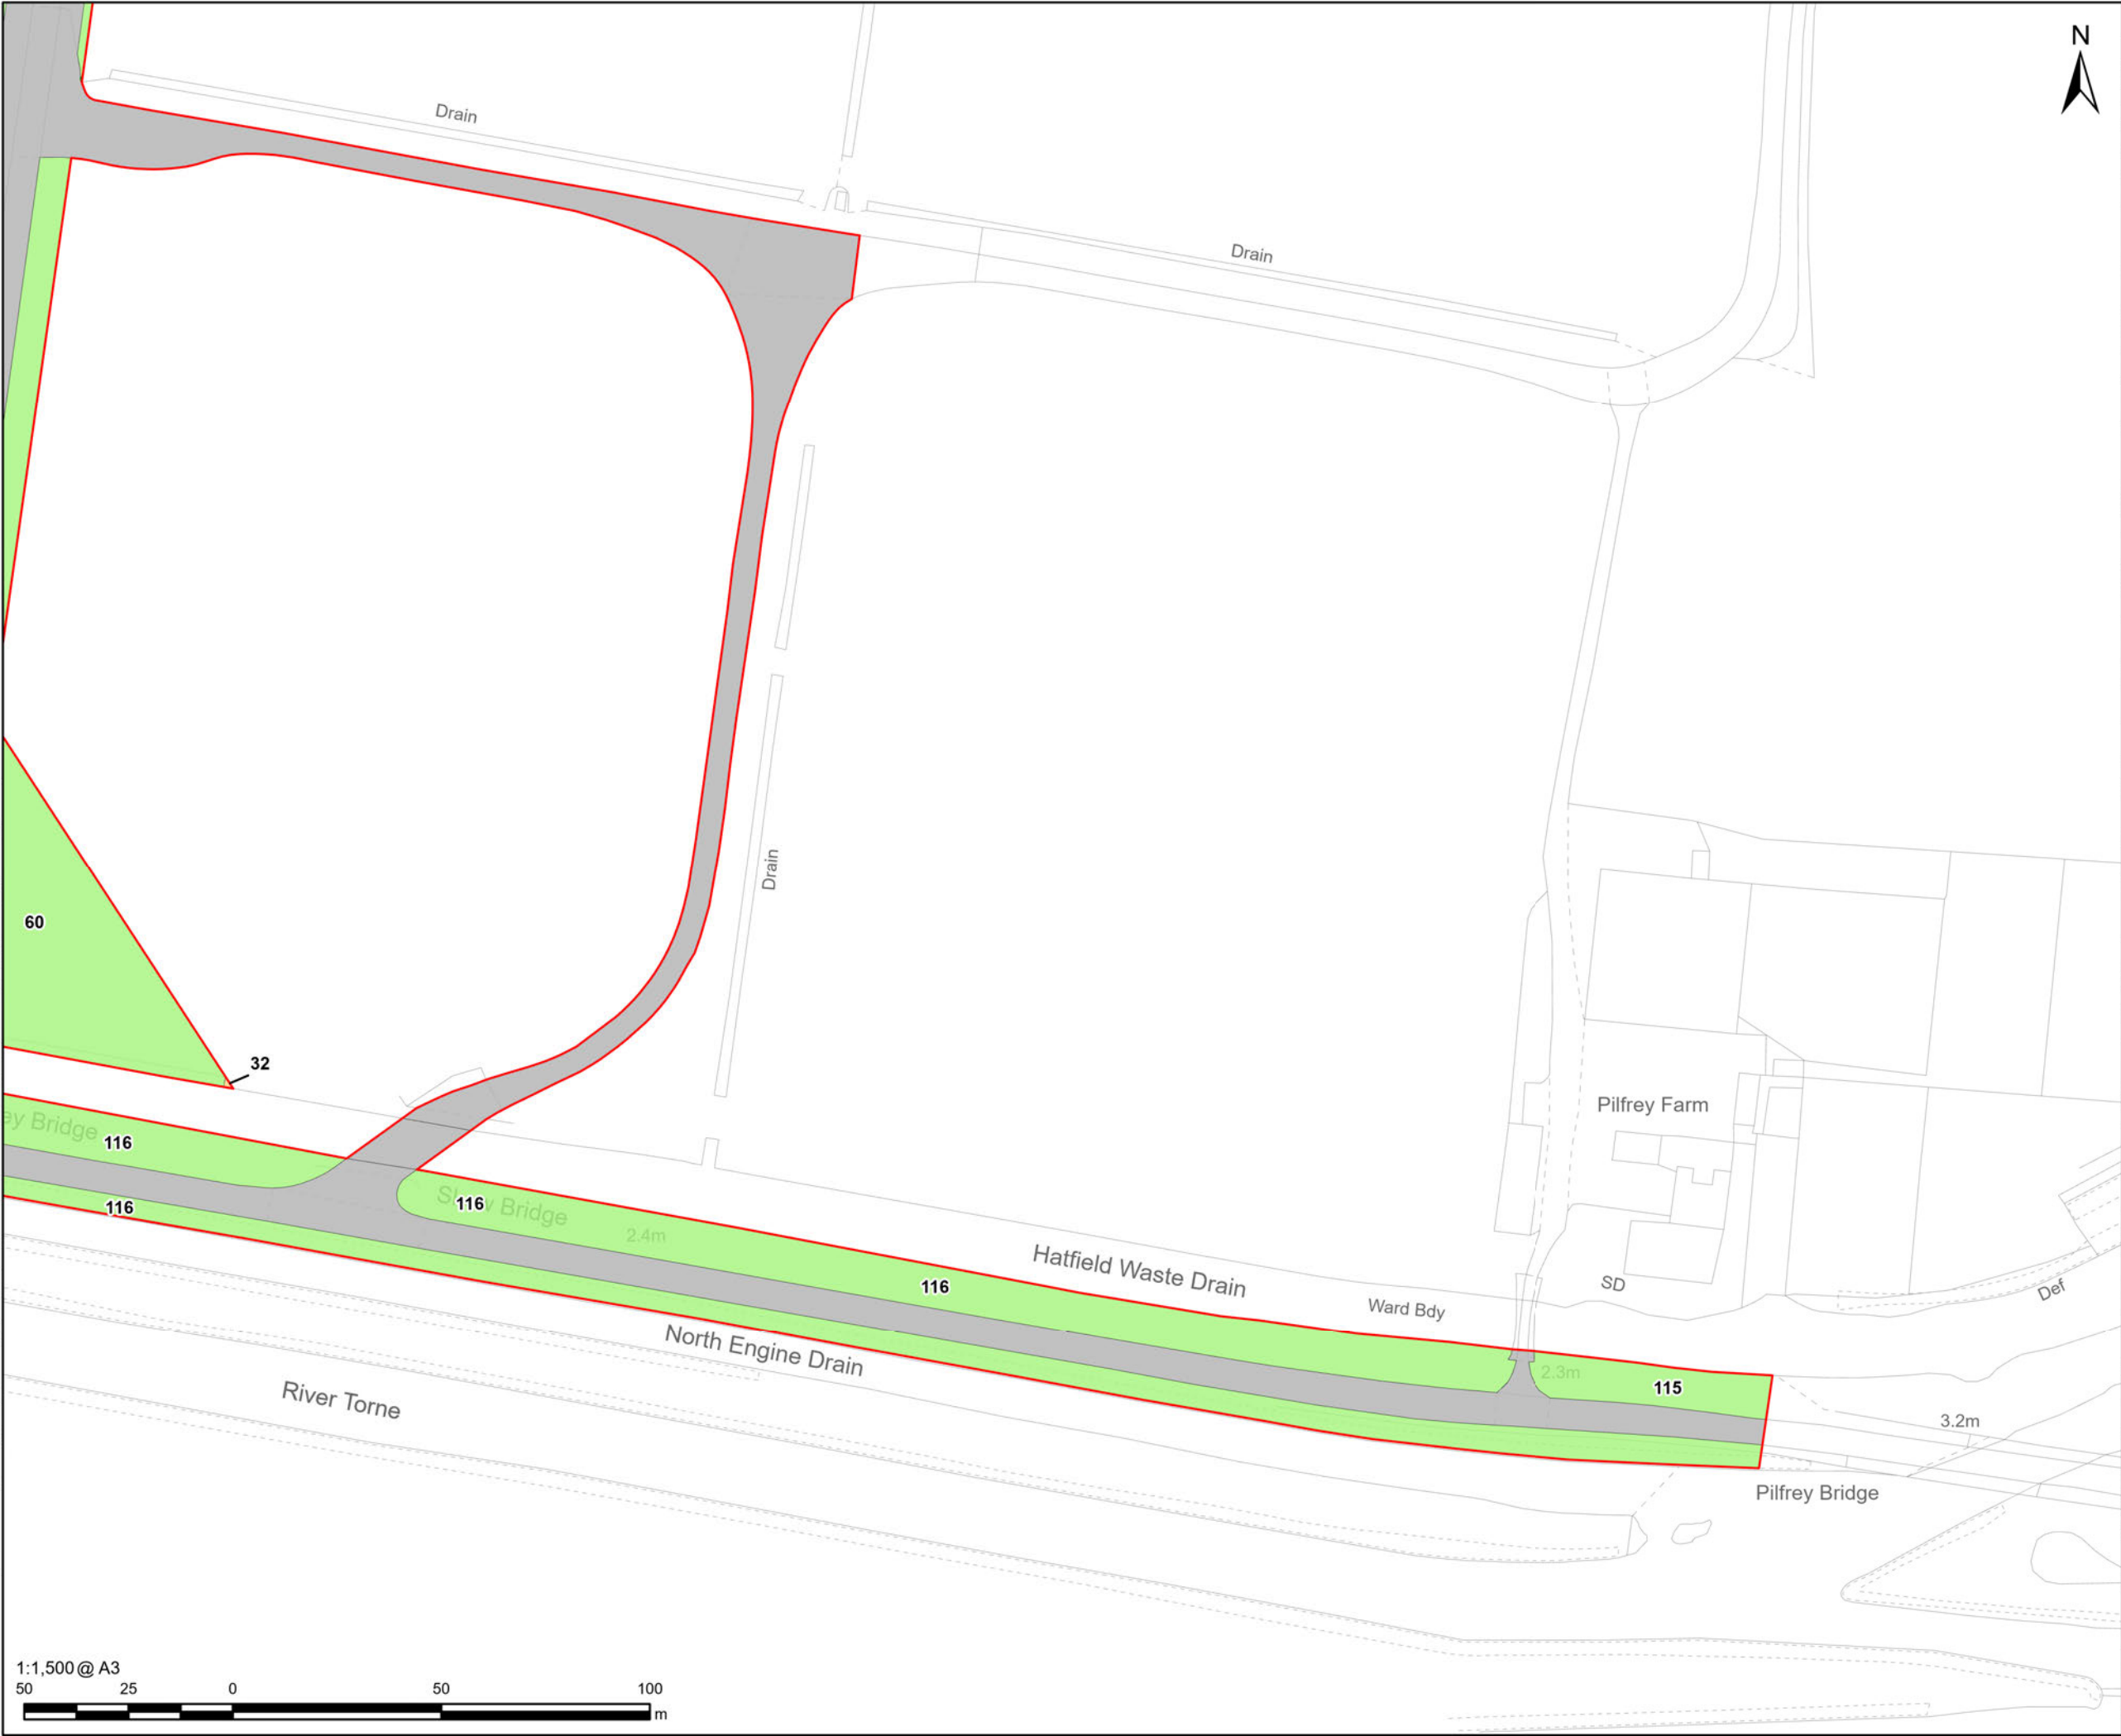 N
Drain
Drain
Drain
60
32
ey Bridge
116
116
116
Bridge
2.4m
116
Hatfield Waste Drain
Ward Bdy
Pilfrey Farm
SD
Def
2.3m
115
3.2m
North Engine Drain
River Torne
Pilfrey Bridge
1:1,500 @ A3
50 25 0 50 100
m